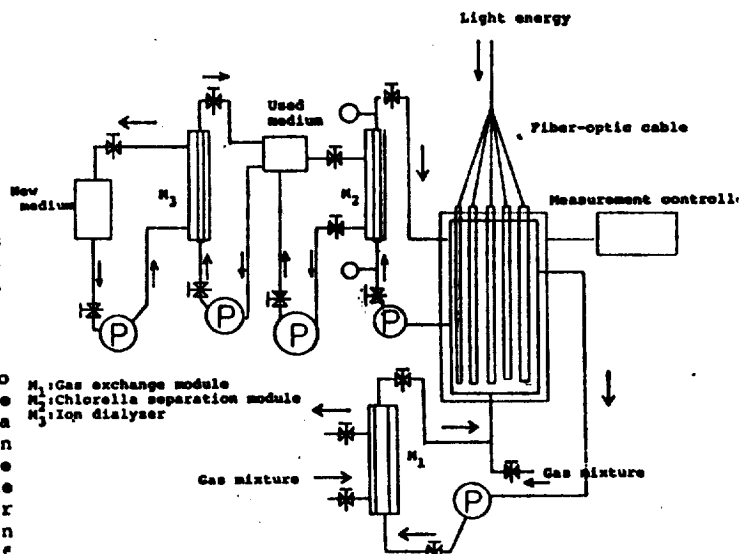 Light energy
Used
medium
Fiber-optic cable
New
medium
M3
M2
Measurement controlle
P
P
P
P
M1:Gas exchange module
M2:Chlorella separation module
M3:Ion dialyzer
M1
Gas mixture
Gas mixture
P
o
e
a
n
e
e
r
n
f